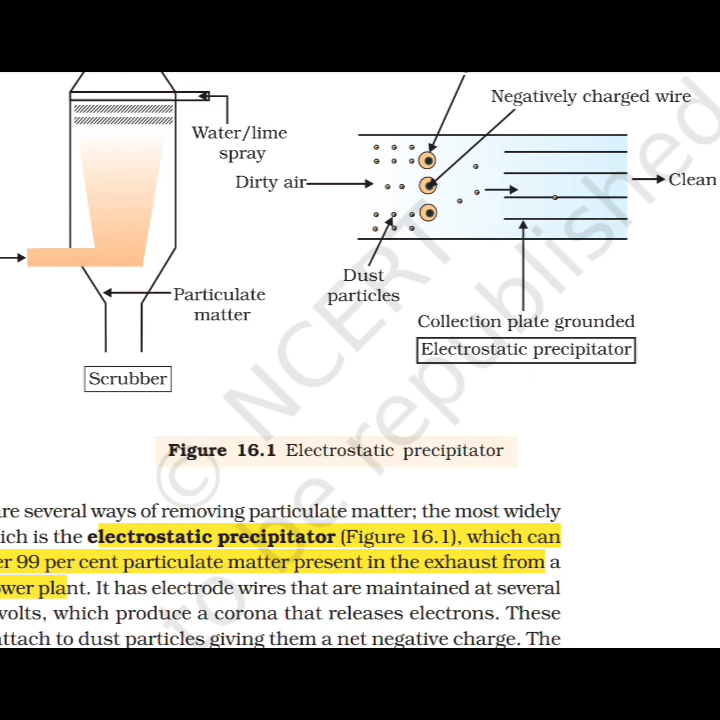 Negatively charged wire
Water/lime
spray
Dirty air
Clean
Dust
particles
Particulate
matter
Collection plate grounded
Electrostatic precipitator
Scrubber
Figure 16.1 Electrostatic precipitator
are several ways of removing particulate matter; the most widely
ich is the electrostatic precipitator (Figure 16.1), which can
er 99 per cent particulate matter present in the exhaust from a
ower plant. It has electrode wires that are maintained at several
volts, which produce a corona that releases electrons. These
attach to dust particles giving them a net negative charge. The
© NCERT
to be republished